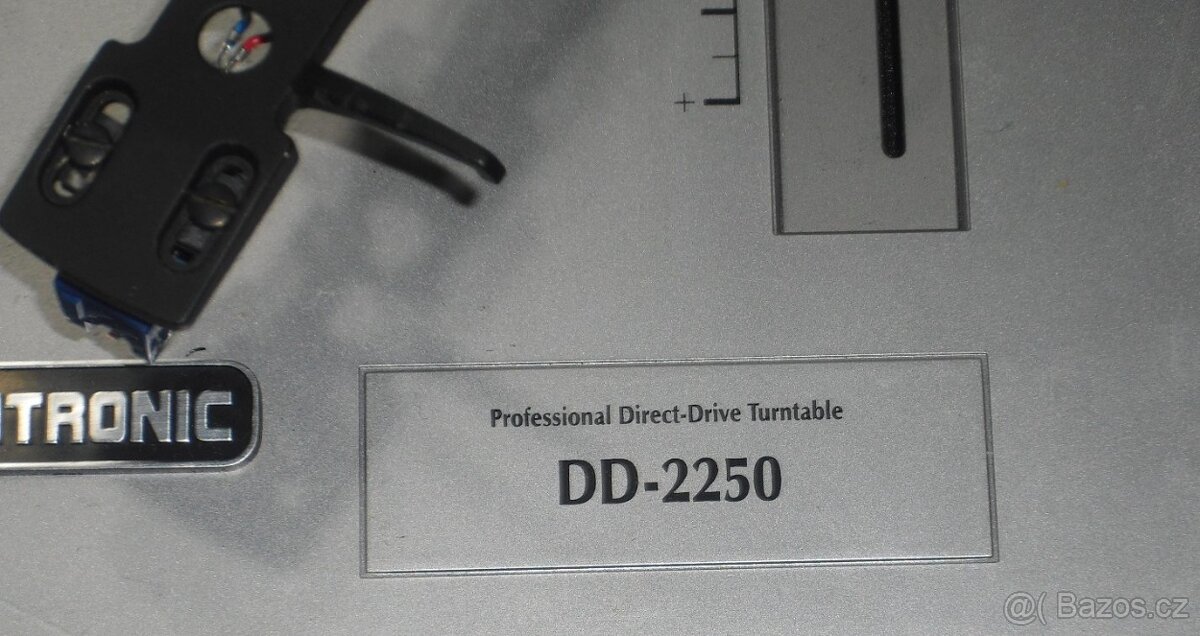 +
TRONIC
Professional Direct-Drive Turntable
DD-2250
@( Bazos.cz